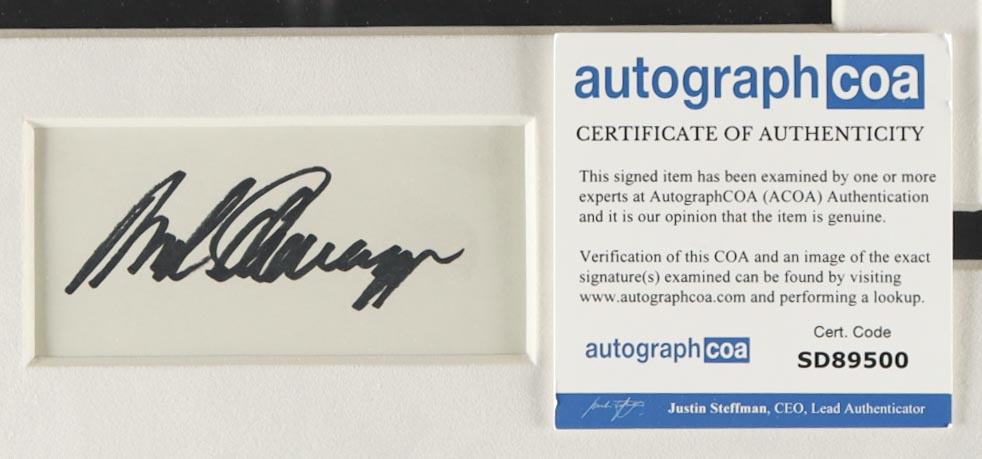 autographcoa
CERTIFICATE OF AUTHENTICITY
This signed item has been examined by one or more
experts at AutographCOA (ACOA) Authentication
and it is our opinion that the item is genuine.
Verification of this COA and an image of the exact
signature(s) examined can be found by visiting
www.autographcoa.com and performing a lookup.
autographcoa
Cert. Code
SD89500
Justin Steffman, CEO, Lead Authenticator